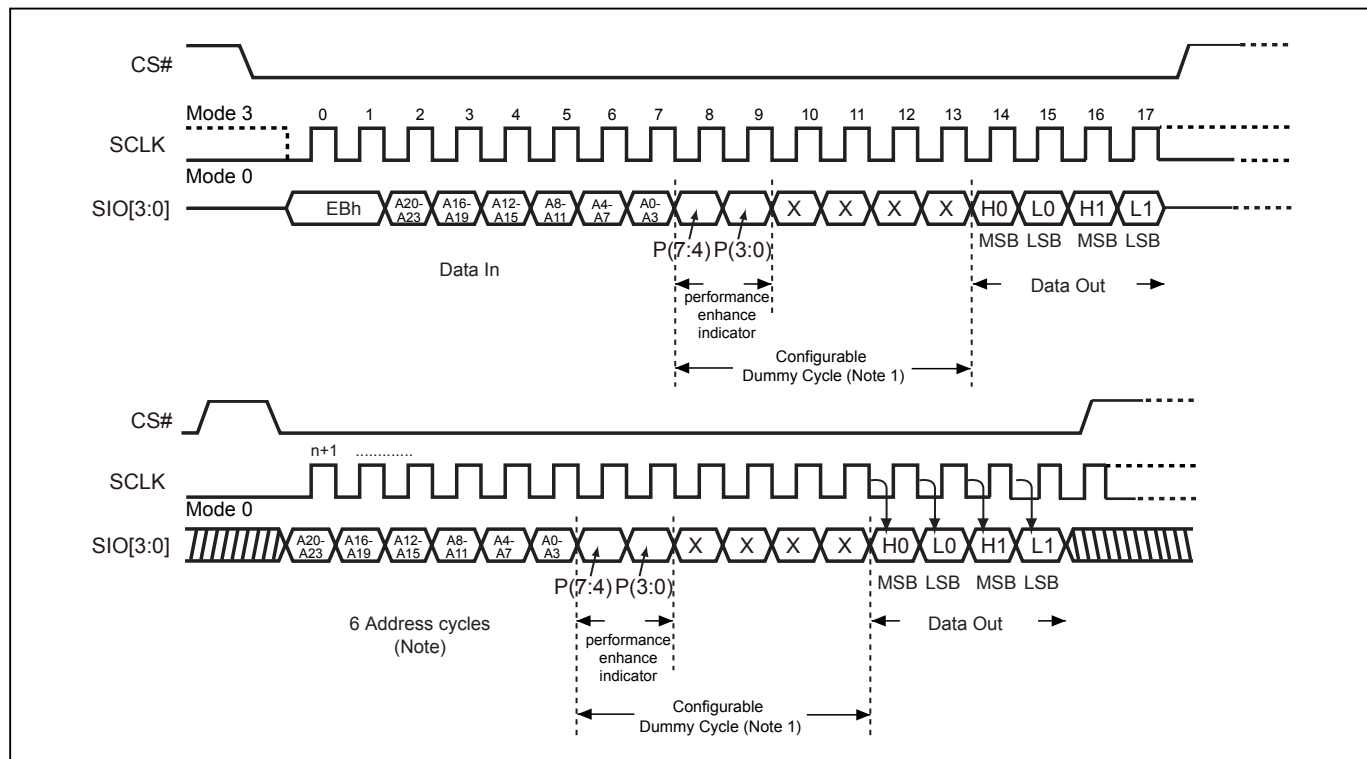 CS#
Mode 3
0 1 2 3 4 5 6 7 8 9 10 11 12 13 14 15 16 17
SCLK
Mode 0
SIO[3:0]
EBh
A20-A23
A16-A19
A12-A15
A8-A11
A4-A7
A0-A3
X X X X H0 L0 H1 L1
P(7:4) P(3:0)
MSB LSB MSB LSB
Data In
performance
enhance
indicator
Data Out
Configurable
Dummy Cycle (Note 1)
CS#
n+1 .............
SCLK
Mode 0
SIO[3:0]
A20-A23
A16-A19
A12-A15
A8-A11
A4-A7
A0-A3
X X X X H0 L0 H1 L1
P(7:4) P(3:0)
MSB LSB MSB LSB
6 Address cycles
(Note)
performance
enhance
indicator
Data Out
Configurable
Dummy Cycle (Note 1)